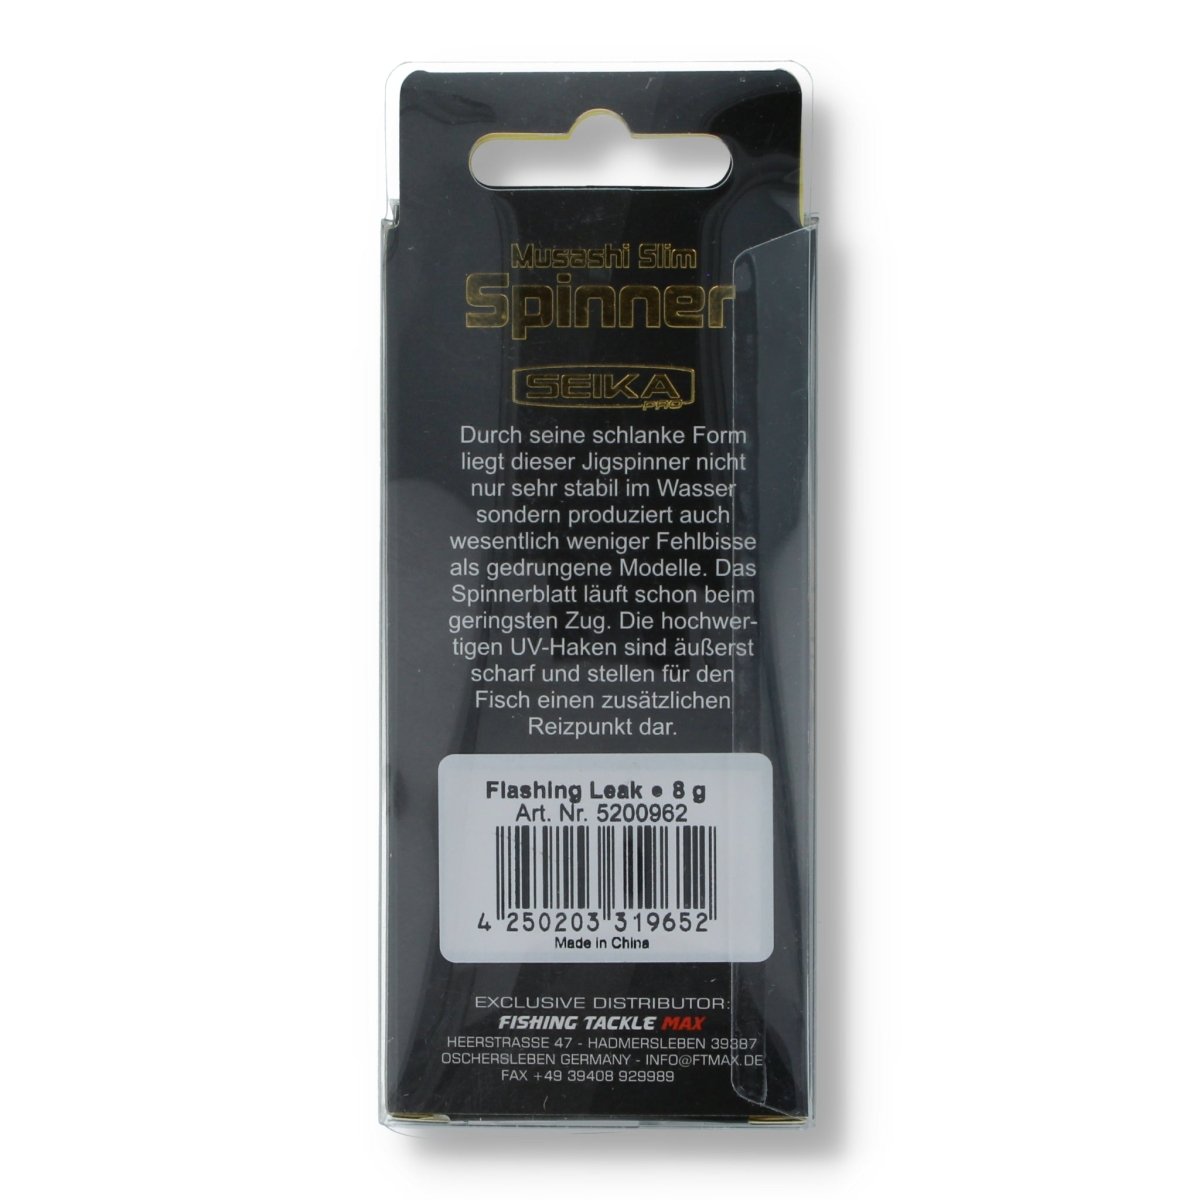 Musashi Slim
Spinner
SEIKA
PRO
Durch seine schlanke Form
liegt dieser Jigspinner nicht
nur sehr stabil im Wasser
sondern produziert auch
wesentlich weniger Fehlbisse
als gedrungene Modelle. Das
Spinnerblatt läuft schon beim
geringsten Zug. Die hochwer-
tigen UV-Haken sind äußerst
scharf und stellen für den
Fisch einen zusätzlichen
Reizpunkt dar.
Flashing Leak ● 8 g
Art. Nr. 5200962
4 250203 319652
Made in China
EXCLUSIVE DISTRIBUTOR:
FISHING TACKLE MAX
HEERSTRASSE 47 - HADMERSLEBEN 39387
OSCHERSLEBEN GERMANY - INFO@FTMAX.DE
FAX +49 39408 929989